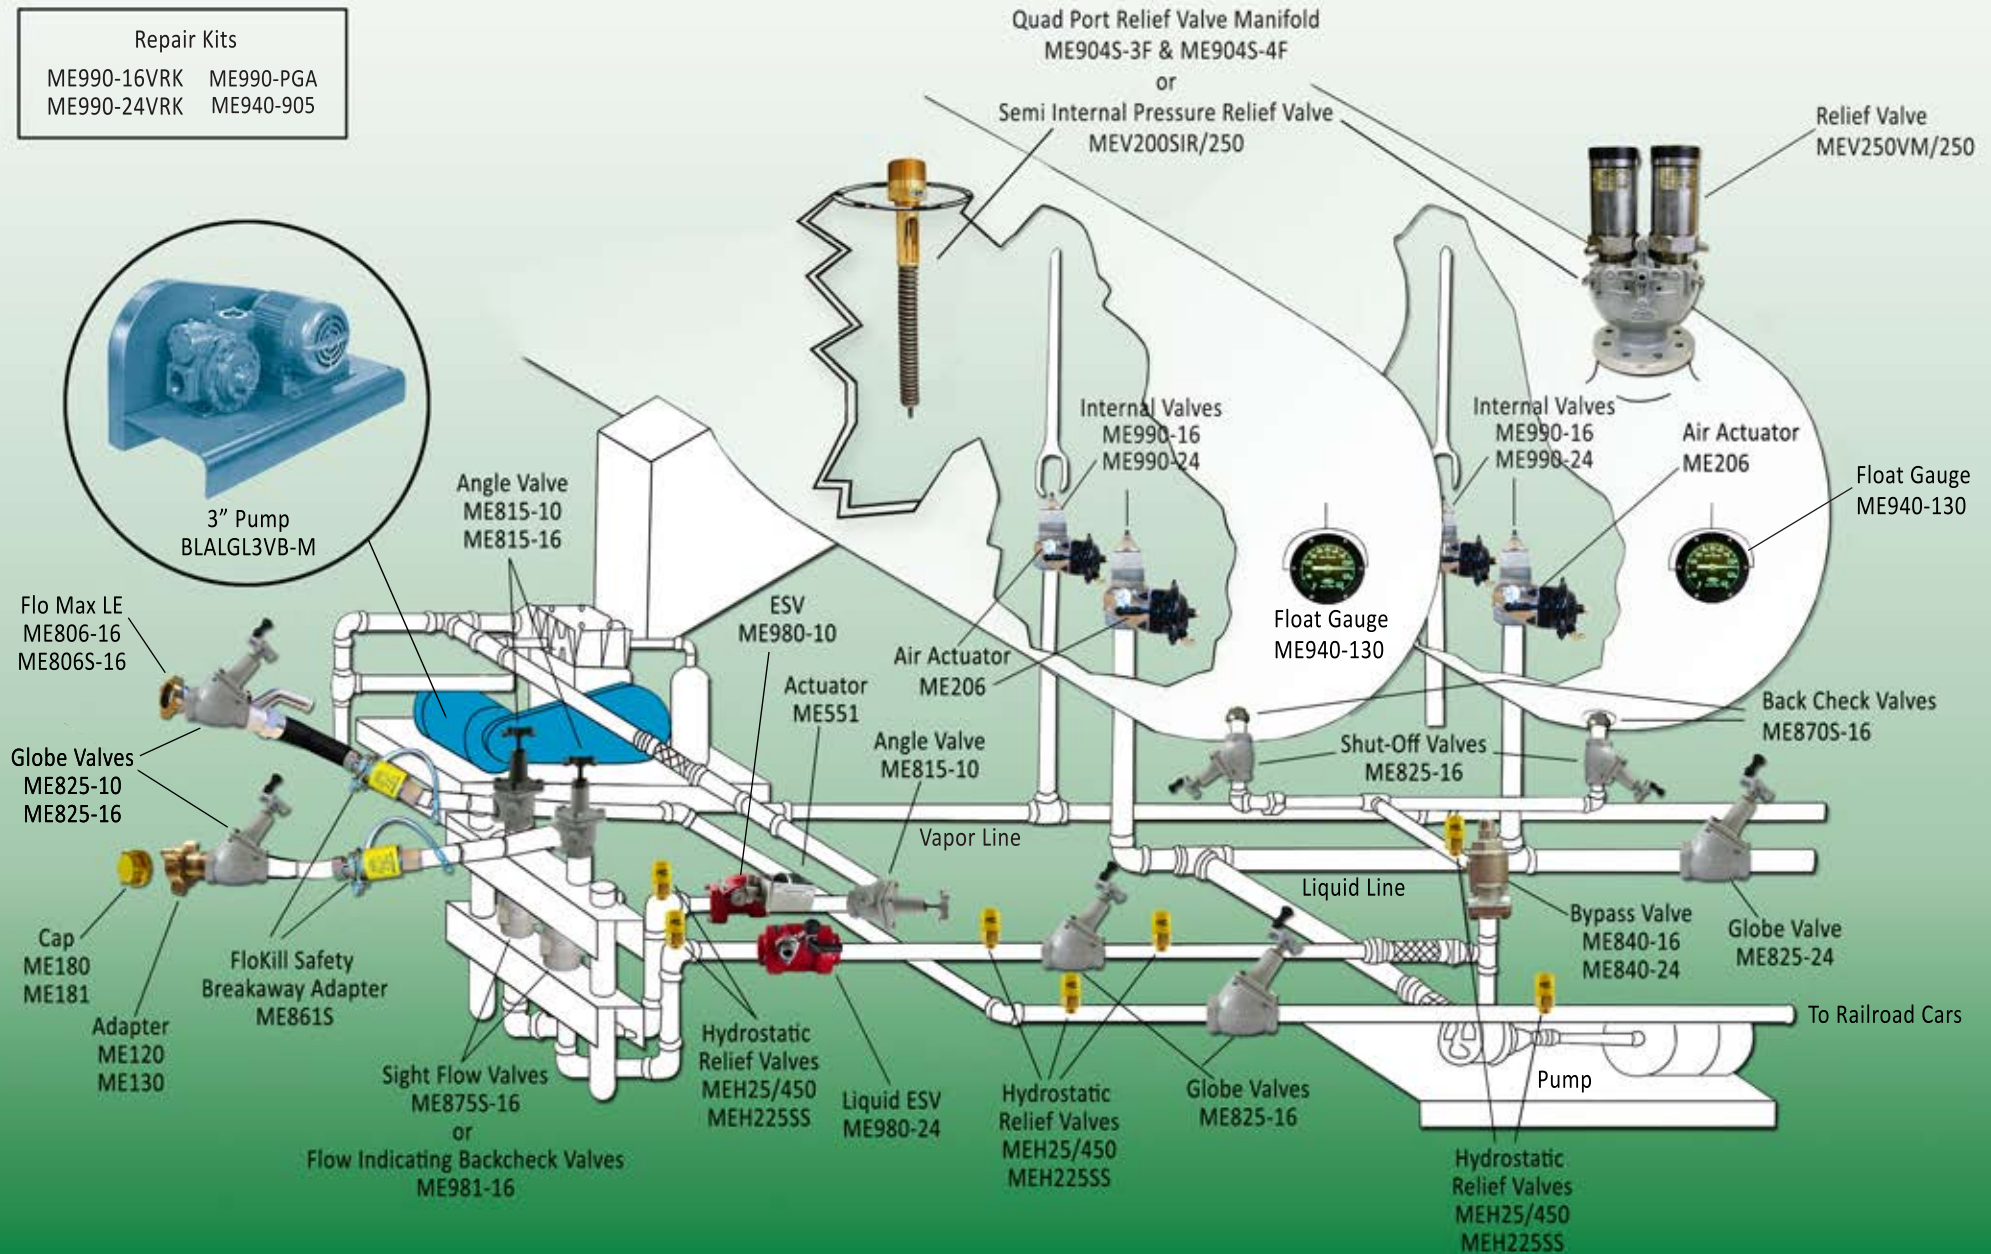 Repair Kits
ME990-16VRK ME990-PGA
ME990-24VRK ME940-905
Quad Port Relief Valve Manifold
ME904S-3F & ME904S-4F
or
Semi Internal Pressure Relief Valve
MEV200SIR/250
Relief Valve
MEV250VM/250
3” Pump
BLALGL3VB-M
Angle Valve
ME815-10
ME815-16
Internal Valves
ME990-16
ME990-24
Internal Valves
ME990-16
ME990-24
Air Actuator
ME206
Float Gauge
ME940-130
Flo Max LE
ME806-16
ME806S-16
ESV
ME980-10
Air Actuator
ME206
Float Gauge
ME940-130
Actuator
ME551
Angle Valve
ME815-10
Back Check Valves
ME870S-16
Shut-Off Valves
ME825-16
Globe Valves
ME825-10
ME825-16
Vapor Line
Liquid Line
Cap
ME180
ME181
Adapter
ME120
ME130
FloKill Safety
Breakaway Adapter
ME861S
Bypass Valve
ME840-16
ME840-24
Globe Valve
ME825-24
To Railroad Cars
Sight Flow Valves
ME875S-16
or
Flow Indicating Backcheck Valves
ME981-16
Hydrostatic
Relief Valves
MEH25/450
MEH225SS
Liquid ESV
ME980-24
Hydrostatic
Relief Valves
MEH25/450
MEH225SS
Globe Valves
ME825-16
Pump
Hydrostatic
Relief Valves
MEH25/450
MEH225SS